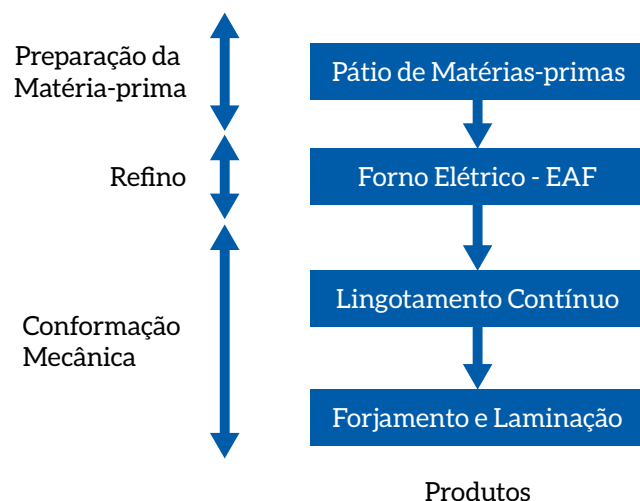 Preparação da
Matéria-prima
Pátio de Matérias-primas
Refino
Forno Elétrico - EAF
Lingotamento Contínuo
Conformação
Mecânica
Forjamento e Laminação
Produtos